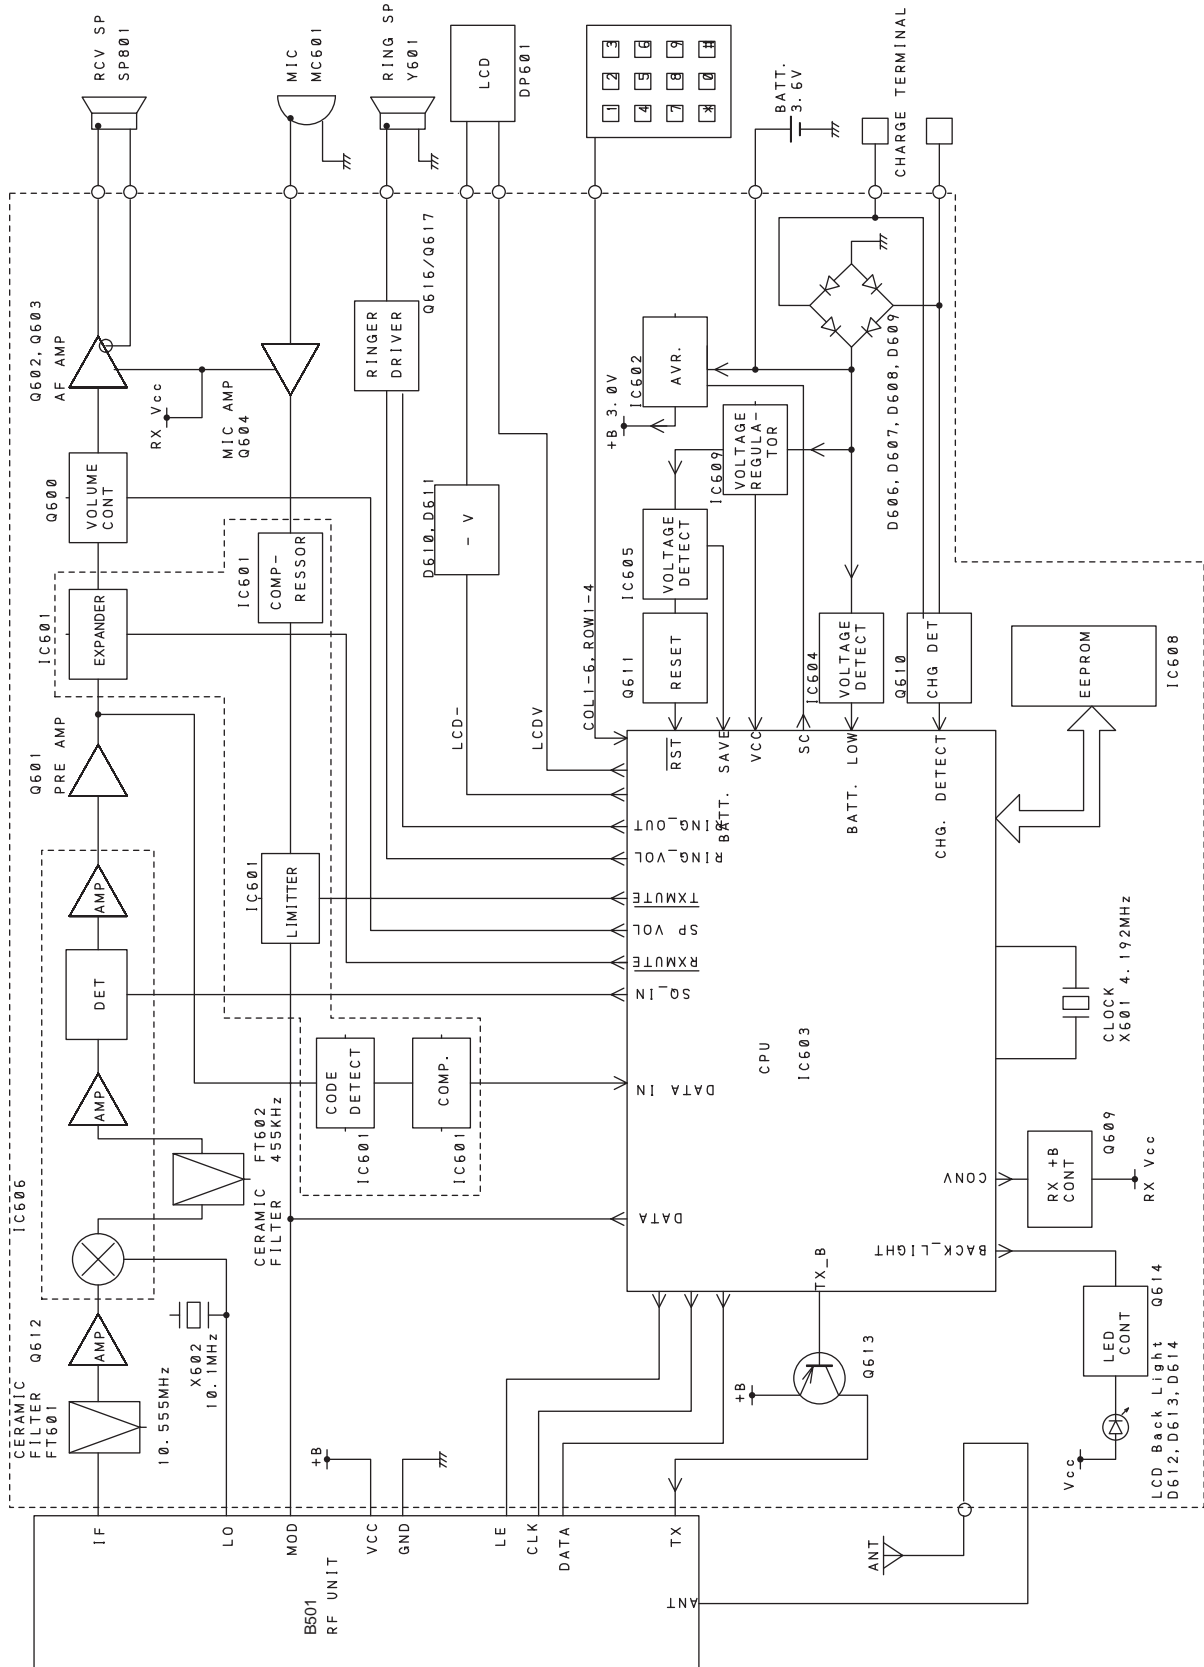 RCV SP
SP801
MIC
MC601
RING SP
Y601
LCD
DP601
1
2
3
4
5
6
7
8
9
*
0
#
BATT.
3.6V
CHARGE TERMINAL
Q602,Q603
AF AMP
RX Vcc
MIC AMP
Q604
Q616/Q617
RINGER
DRIVER
AVR.
IC602
+B 3.0V
D606,D607,D608,D609
VOLTAGE
REGULA-
TOR
IC609
Q600
VOLUME
CONT
D610,D611
- V
IC605
VOLTAGE
DETECT
IC601
EXPANDER
IC601
COMP-
RESSOR
COL1-6,ROW1-4
Q611
RESET
IC604
VOLTAGE
DETECT
Q610
CHG DET
EEPROM
IC608
Q601
PRE AMP
LCD-
LCDV
RST
BATT. SAVE
VCC
SC
BATT. LOW
CHG. DETECT
RING_OUT
RING_VOL
TXMUTE
SP VOL
RXMUTE
SQ_IN
DATA IN
DATA
CPU
IC603
CONV
BACK_LIGHT
TX_B
AMP
IC601
LIMITTER
DET
AMP
CODE
DETECT
IC601
COMP.
IC601
CLOCK
X601 4.192MHz
FT602
455KHz
CERAMIC
FILTER
IC606
Q609
RX +B
CONT
RX Vcc
Q612
AMP
CERAMIC
FILTER
FT601
10.555MHz
X602
10.1MHz
+B
+B
Q613
Q614
LED
CONT
LCD Back Light
D612,D613,D614
Vcc
IF
LO
MOD
VCC
GND
LE
CLK
DATA
TX
ANT
ANT
B501
RF UNIT